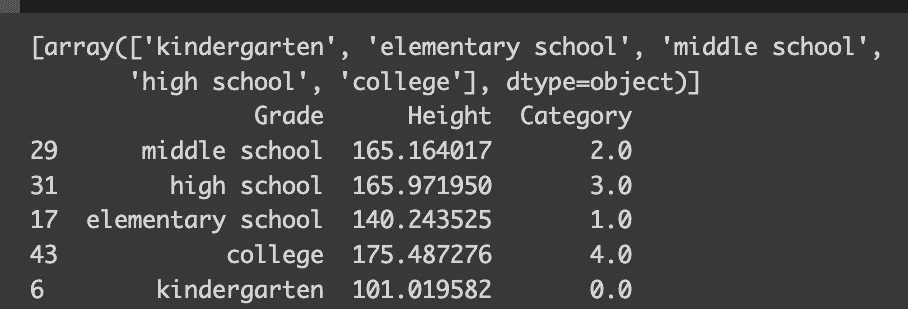 [array(['kindergarten', 'elementary school', 'middle school',
'high school', 'college'], dtype=object)]
Grade Height Category
29 middle school 165.164017 2.0
31 high school 165.971950 3.0
17 elementary school 140.243525 1.0
43 college 175.487276 4.0
6 kindergarten 101.019582 0.0